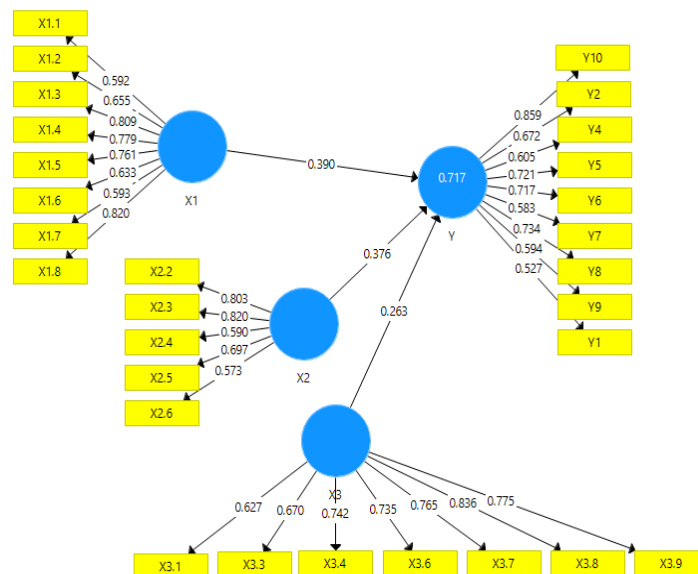 X1.1
X1.2
X1.3
X1.4
X1.5
X1.6
X1.7
X1.8
0.592
0.655
0.809
0.779
0.761
0.633
0.593
0.820
X1
0.390
0.717
Y
Y10
Y2
Y4
Y5
Y6
Y7
Y8
Y9
Y1
0.859
0.672
0.605
0.721
0.717
0.583
0.734
0.594
0.527
X2.2
X2.3
X2.4
X2.5
X2.6
0.803
0.820
0.590
0.697
0.573
X2
0.376
0.263
X3
0.627
0.670
0.742
0.735
0.765
0.836
0.775
X3.1
X3.3
X3.4
X3.6
X3.7
X3.8
X3.9